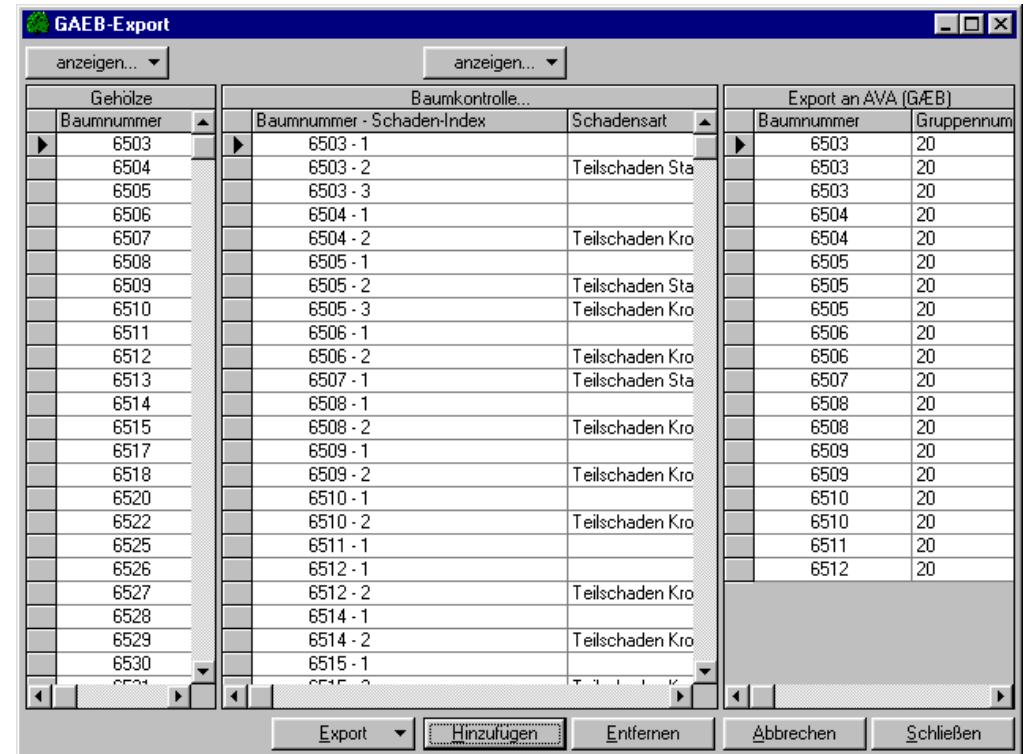 GAEB-Export
anzeigen... anzeigen...
Gehölze Baumkontrolle... Export an AVA (GÆB)
Baumnummer Baumnummer - Schaden-Index Schadensart Baumnummer Gruppennum
6503 6503 - 1 6503 20
6504 6503 - 2 Teilschaden Sta 6503 20
6505 6503 - 3 6503 20
6506 6504 - 1 6504 20
6507 6504 - 2 Teilschaden Kro 6504 20
6508 6505 - 1 6505 20
6509 6505 - 2 Teilschaden Sta 6505 20
6510 6505 - 3 Teilschaden Kro 6505 20
6511 6506 - 1 6506 20
6512 6506 - 2 Teilschaden Kro 6506 20
6513 6507 - 1 Teilschaden Sta 6507 20
6514 6508 - 1 6508 20
6515 6508 - 2 Teilschaden Kro 6508 20
6517 6509 - 1 6509 20
6518 6509 - 2 Teilschaden Kro 6509 20
6520 6510 - 1 6510 20
6522 6510 - 2 Teilschaden Kro 6510 20
6525 6511 - 1 6511 20
6526 6512 - 1 6512 20
6527 6512 - 2 Teilschaden Kro
6528 6514 - 1
6529 6514 - 2 Teilschaden Kro
6530 6515 - 1
Export Hinzufügen Entfernen Abbrechen Schließen